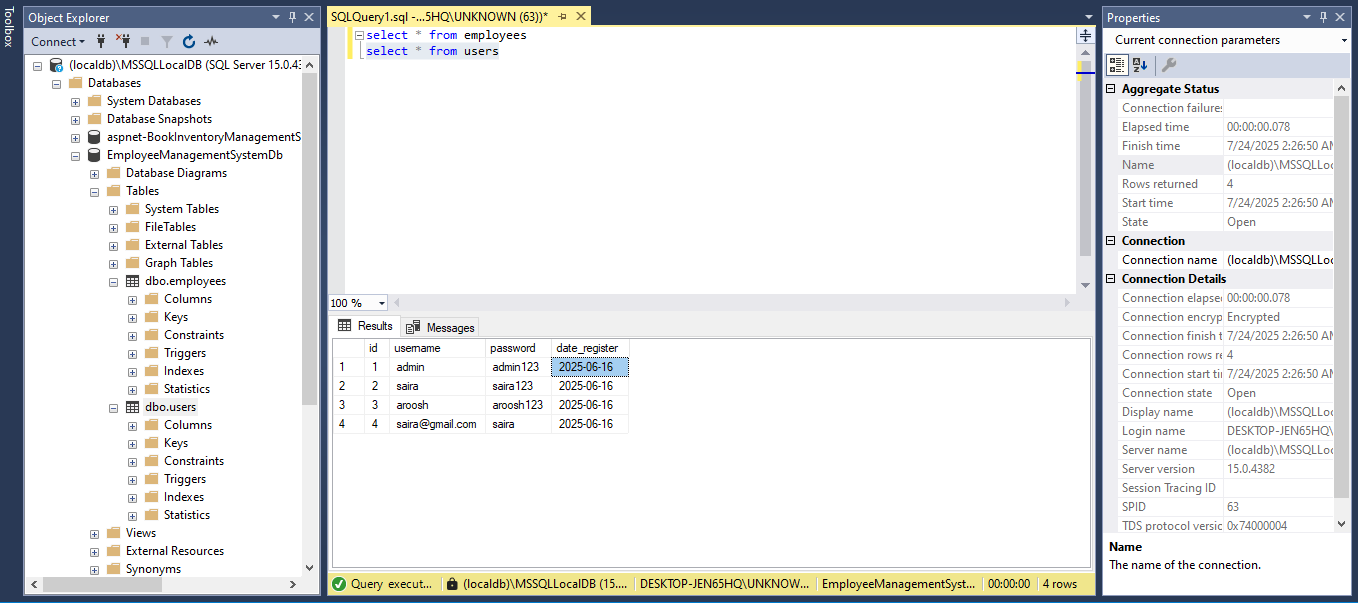 Toolbox
Object Explorer
Connect
(localdb)\MSSQLLocalDB (SQL Server 15.0.43
Databases
System Databases
Database Snapshots
aspnet-BookInventoryManagementS
EmployeeManagementSystemDb
Database Diagrams
Tables
System Tables
FileTables
External Tables
Graph Tables
dbo.employees
Columns
Keys
Constraints
Triggers
Indexes
Statistics
dbo.users
Columns
Keys
Constraints
Triggers
Indexes
Statistics
Views
External Resources
Synonyms
SQLQuery1.sql -...5HQ\UNKNOWN (63))*
select * from employees
select * from users
100 %
Results Messages
id username password date_register
1 1 admin admin123 2025-06-16
2 2 saira saira123 2025-06-16
3 3 aroosh aroosh123 2025-06-16
4 4 saira@gmail.com saira 2025-06-16
Query execut... (localdb)\MSSQLLocalDB (15.... DESKTOP-JEN65HQ\UNKNOW... EmployeeManagementSyst... 00:00:00 4 rows
Properties
Current connection parameters
Aggregate Status
Connection failures
Elapsed time 00:00:00.078
Finish time 7/24/2025 2:26:50 AM
Name (localdb)\MSSQLLoc
Rows returned 4
Start time 7/24/2025 2:26:50 AM
State Open
Connection
Connection name (localdb)\MSSQLLoc
Connection Details
Connection elapse 00:00:00.078
Connection encryp Encrypted
Connection finish t 7/24/2025 2:26:50 AM
Connection rows re 4
Connection start tir 7/24/2025 2:26:50 AM
Connection state Open
Display name (localdb)\MSSQLLoc
Login name DESKTOP-JEN65HQ\
Server name (localdb)\MSSQLLoc
Server version 15.0.4382
Session Tracing ID
SPID 63
TDS protocol versic 0x74000004
Name
The name of the connection.